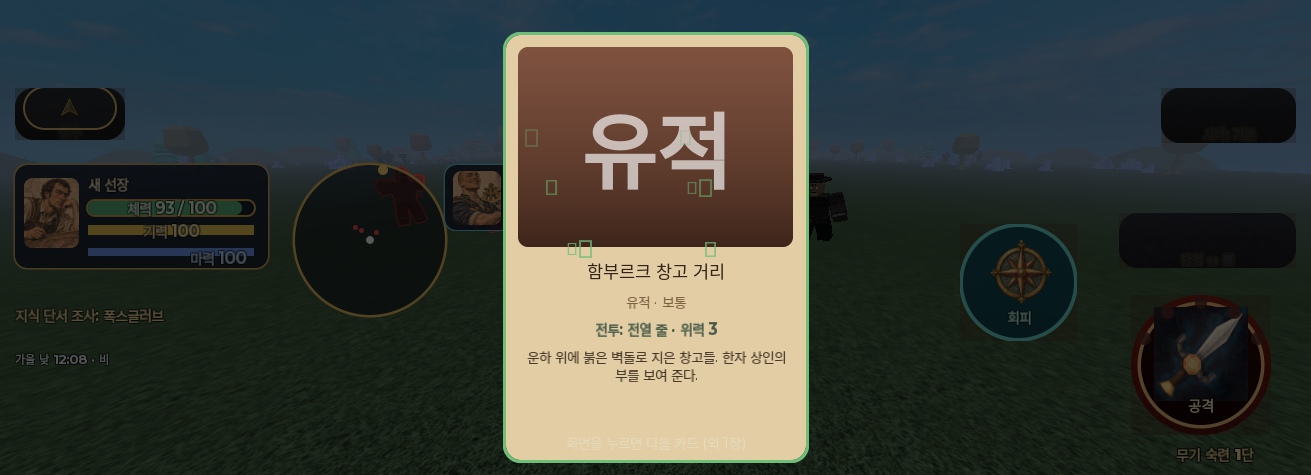 새 선장
체력 93 / 100
기력 100
마력 100
지식 단서 조사: 폭스글러브
가을 낮 12:08 · 비
유적
함부르크 창고 거리
유적 · 보통
전투: 전열 줄 · 위력 3
운하 위에 붉은 벽돌로 지은 창고들. 한자 상인의
부를 보여 준다.
화면을 누르면 다음 카드 (외 1장)
회피
공격
무기 숙련 1단